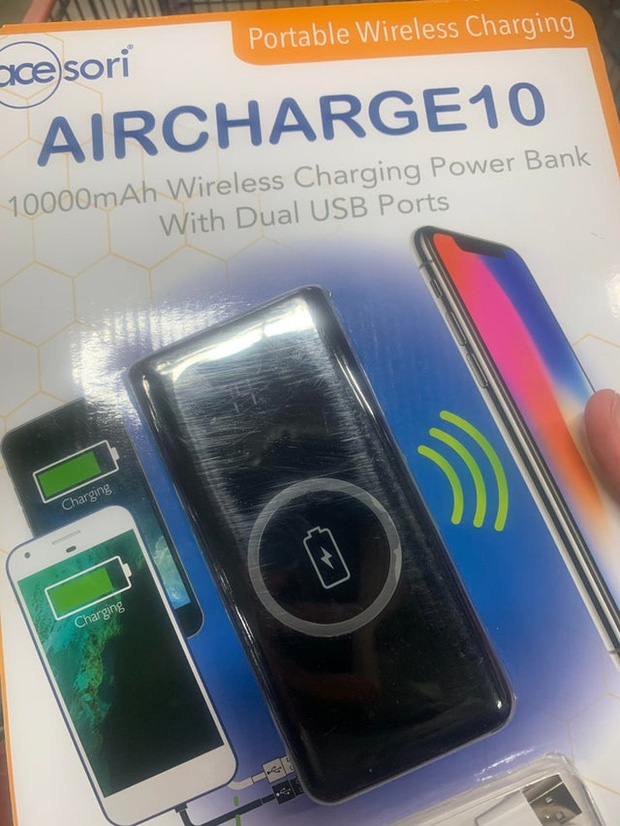 Portable Wireless Charging
acesori®
AIRCHARGE10
10000mAh Wireless Charging Power Bank
With Dual USB Ports
Charging
Charging